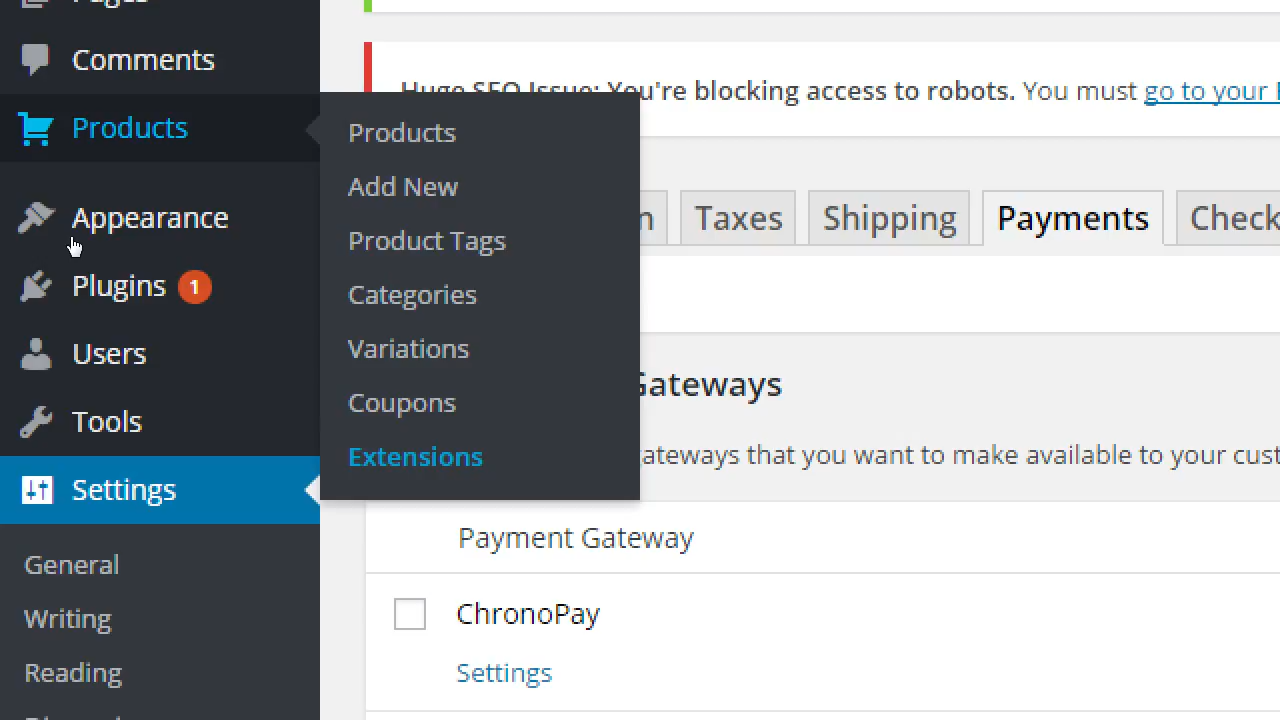 Pages
Comments
Products
Appearance
Plugins 1
Users
Tools
Settings
General
Writing
Reading
Products
Add New
Product Tags
Categories
Variations
Coupons
Extensions
Huge SEO Issue: You're blocking access to robots. You must go to your
Taxes
Shipping
Payments
Gateways
that you want to make available to your
Payment Gateway
ChronoPay
Settings